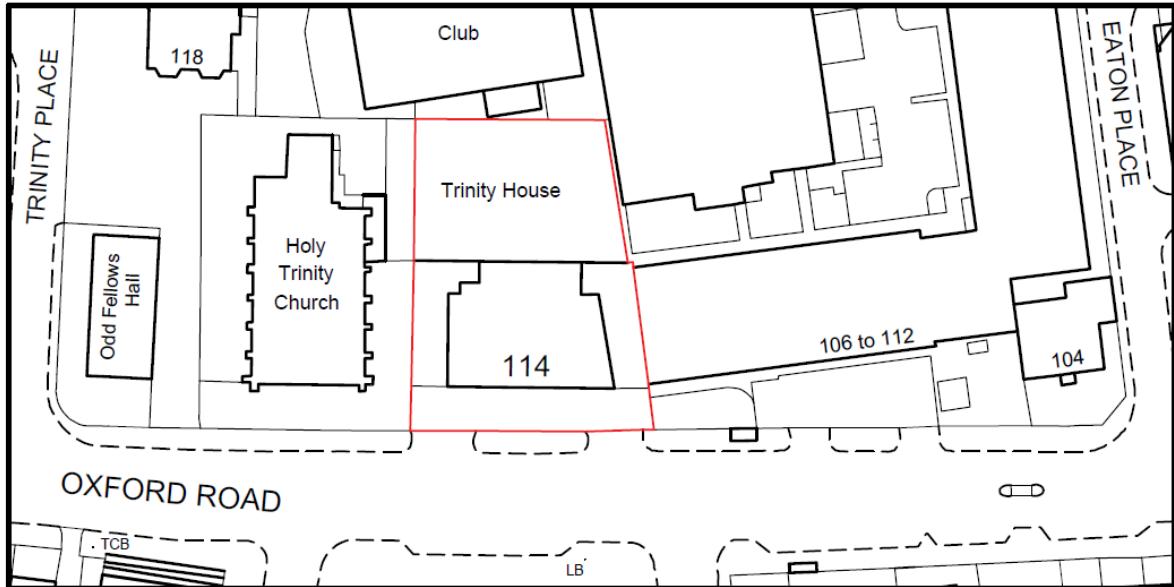 Club
118
TRINITY PLACE
EATON PLACE
Trinity House
Holy
Trinity
Church
Odd Fellows
Hall
114
106 to 112
104
OXFORD ROAD
TCB
LB